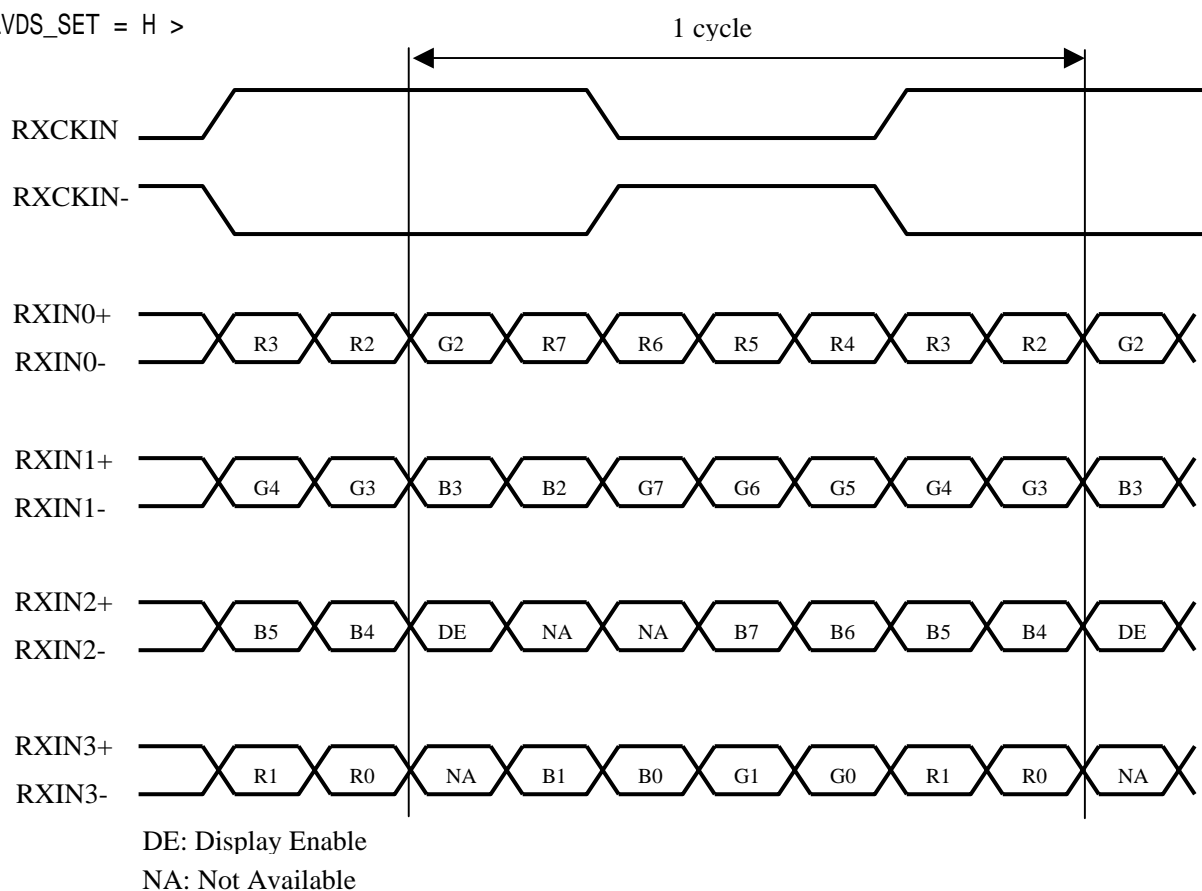 VDS_SET = H >
1 cycle
RXCKIN
RXCKIN-
RXIN0+
RXIN0-
R3 R2 G2 R7 R6 R5 R4 R3 R2 G2
RXIN1+
RXIN1-
G4 G3 B3 B2 G7 G6 G5 G4 G3 B3
RXIN2+
RXIN2-
B5 B4 DE NA NA B7 B6 B5 B4 DE
RXIN3+
RXIN3-
R1 R0 NA B1 B0 G1 G0 R1 R0 NA
DE: Display Enable
NA: Not Available